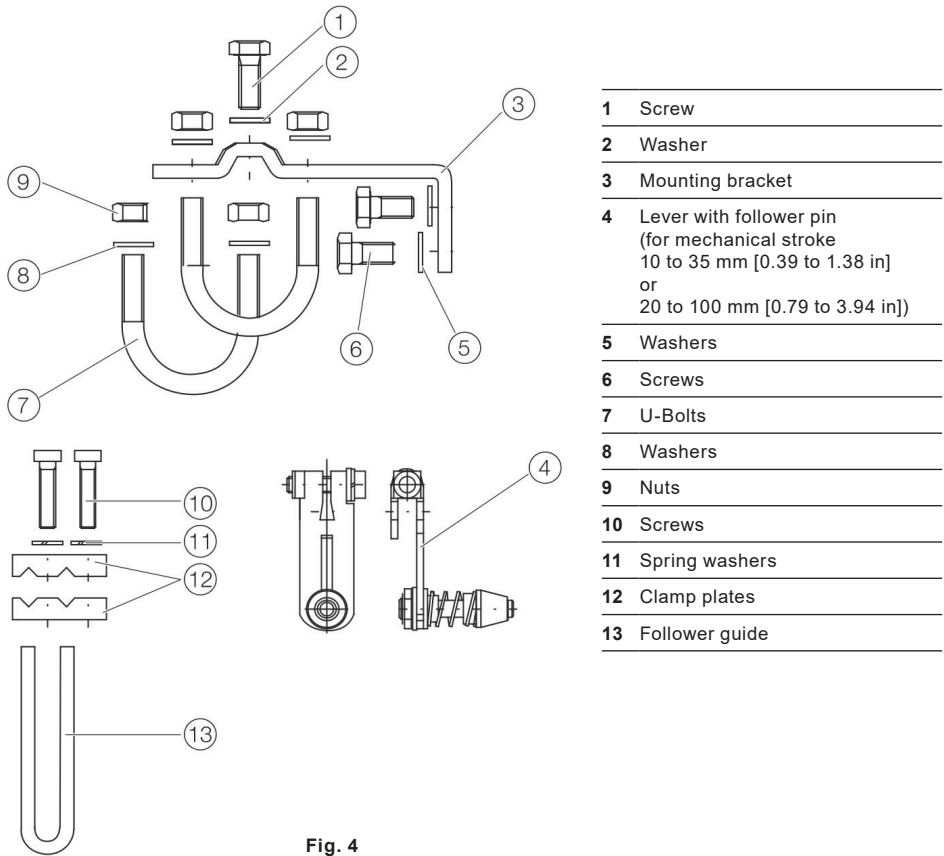 1
2
3
9
8
6
5
7
4
10
11
12
13
Fig. 4
1 Screw
2 Washer
3 Mounting bracket
4 Lever with follower pin
(for mechanical stroke
10 to 35 mm [0.39 to 1.38 in]
or
20 to 100 mm [0.79 to 3.94 in])
5 Washers
6 Screws
7 U-Bolts
8 Washers
9 Nuts
10 Screws
11 Spring washers
12 Clamp plates
13 Follower guide